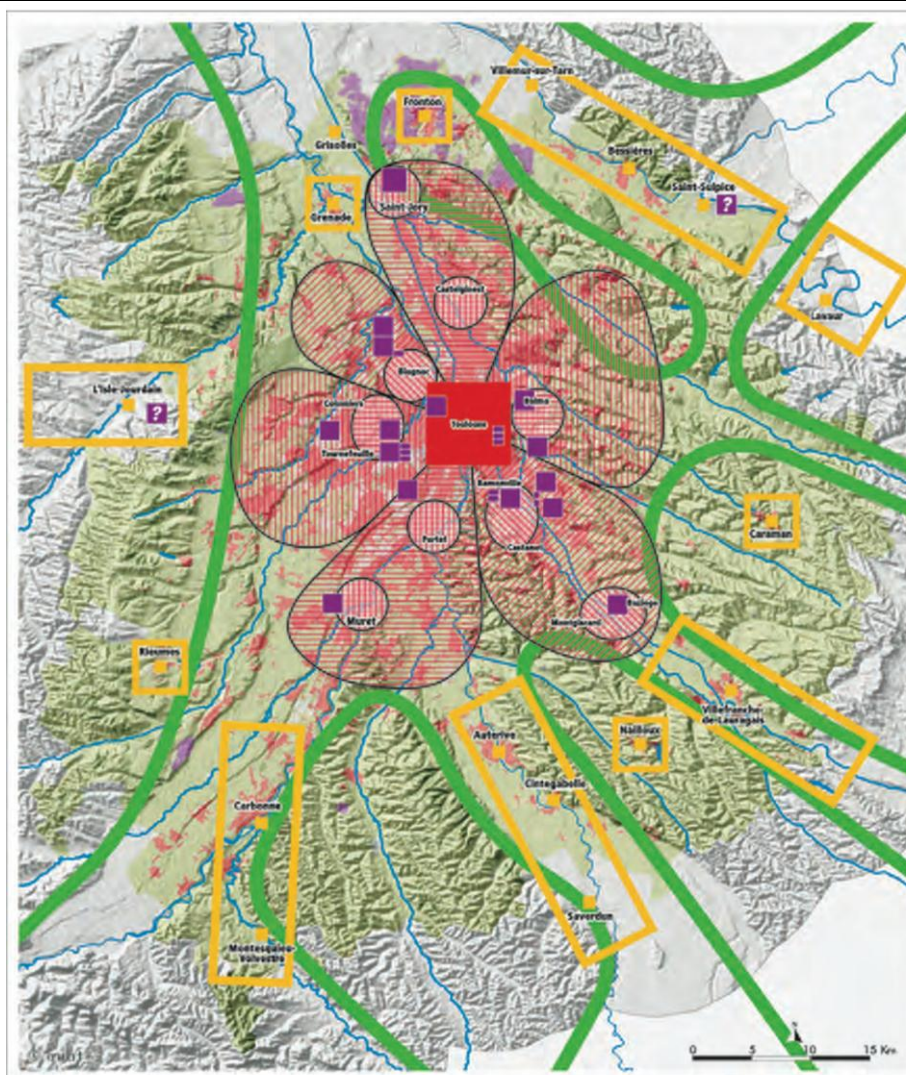 Villemur-sur-Tarn
Fronton
?
Grisolles
Bessières
Saint-Sulpice
?
Grenade
Saint-Jory
Castelginest
Lavaur
L'Isle-Jourdain
?
Blagnac
Colomiers
Toulouse
Balma
Tournefeuille
Ramonville
Portet
Castanet
Caraman
Muret
Baziège
Montgiscard
Rieumes
Villefranche-
de-Lauragais
Auterive
Nailloux
Cintegabelle
Carbonne
Saverdun
Montesquieu-
Volvestre
0 5 10 15 Km